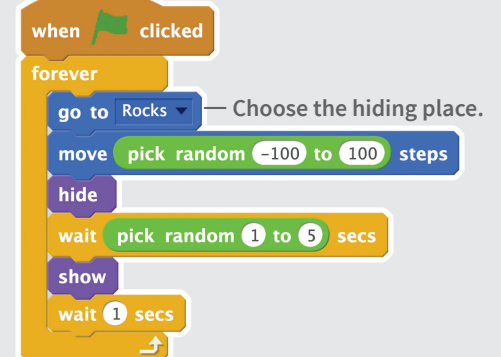 when clicked
forever
go to Rocks Choose the hiding place.
move pick random -100 to 100 steps
hide
wait pick random 1 to 5 secs
show
wait 1 secs